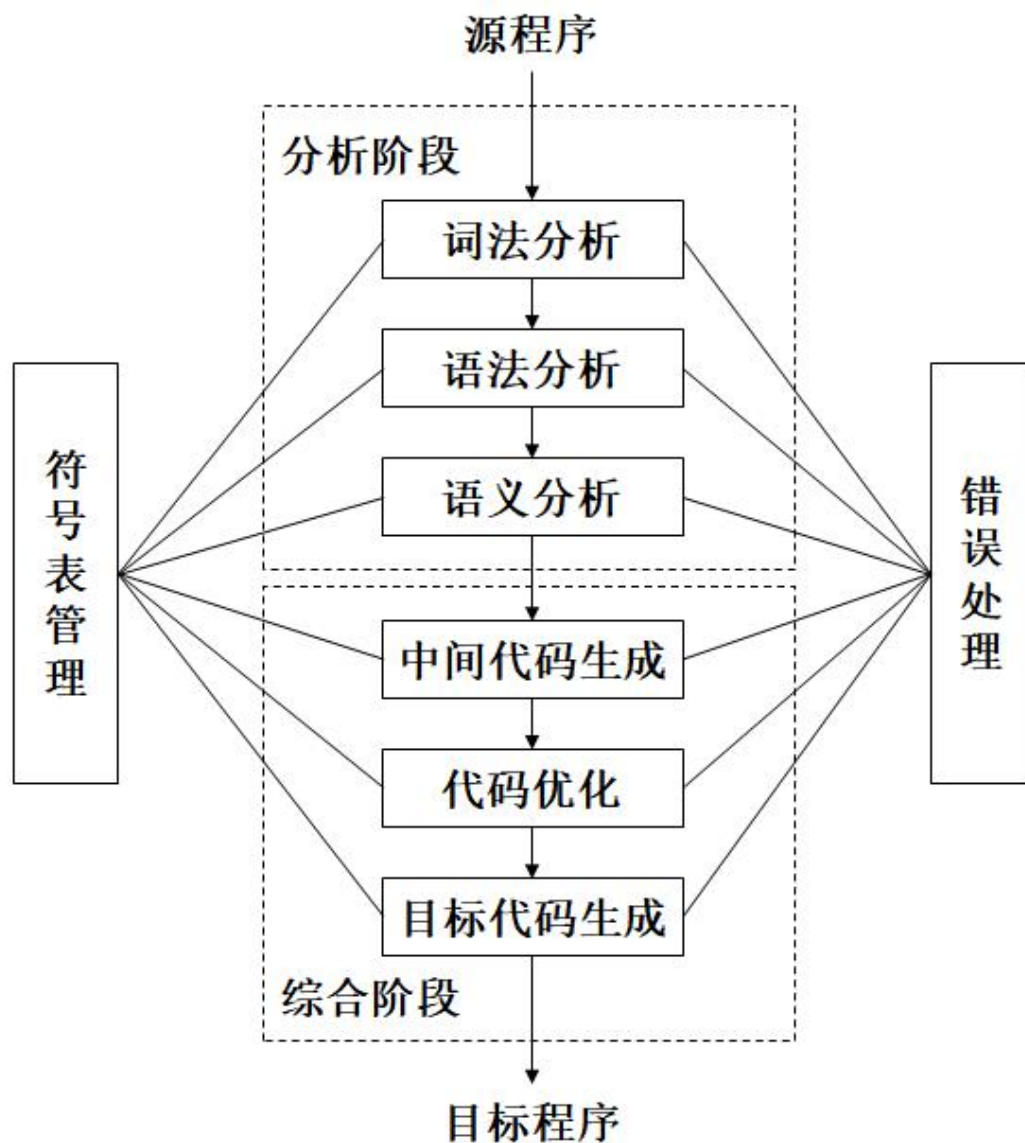 源程序
分析阶段
词法分析
语法分析
语义分析
符号表管理
错误处理
中间代码生成
代码优化
目标代码生成
综合阶段
目标程序